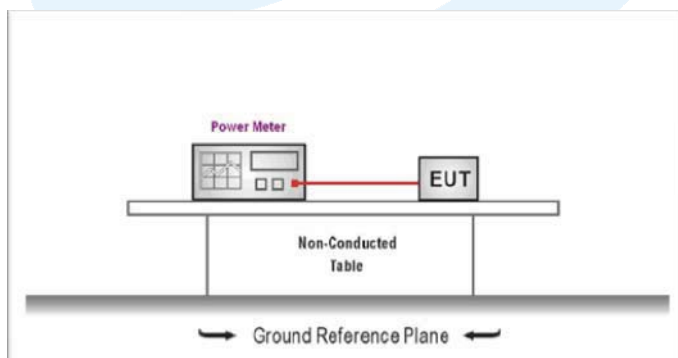 Power Meter
EUT
Non-Conducted
Table
Ground Reference Plane